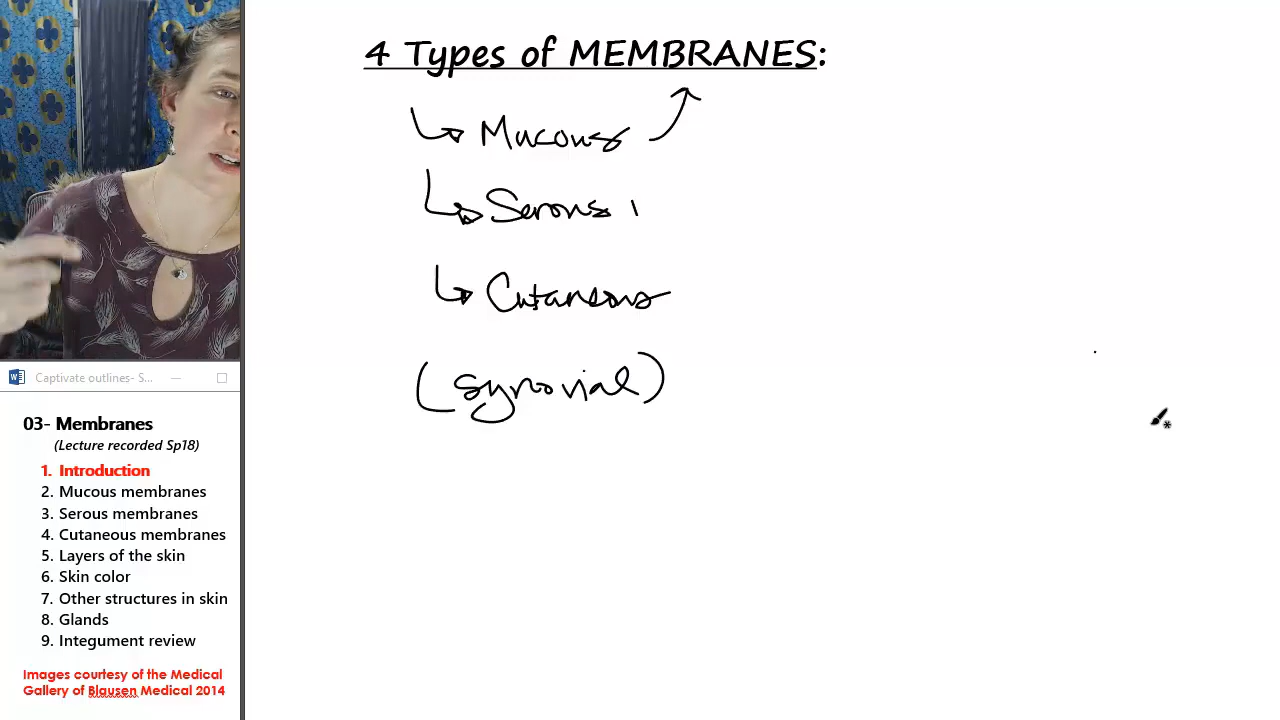 4 Types of MEMBRANES:
Mucous
Serous
Cutaneous
(synovial)
Captivate outlines- S...
03- Membranes
(Lecture recorded Sp18)
1. Introduction
2. Mucous membranes
3. Serous membranes
4. Cutaneous membranes
5. Layers of the skin
6. Skin color
7. Other structures in skin
8. Glands
9. Integument review
Images courtesy of the Medical
Gallery of Blausen Medical 2014